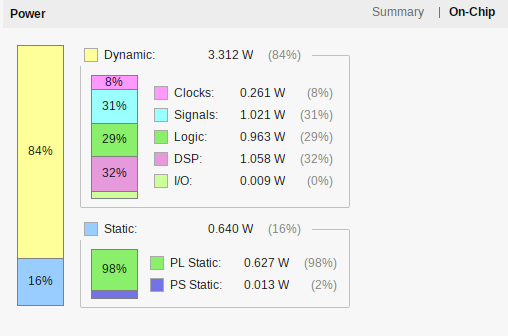 Power Summary | On-Chip
Dynamic: 3.312 W (84%)
8% Clocks: 0.261 W (8%)
31% Signals: 1.021 W (31%)
29% Logic: 0.963 W (29%)
84%
32% DSP: 1.058 W (32%)
I/O: 0.009 W (0%)
Static: 0.640 W (16%)
98% PL Static: 0.627 W (98%)
16% PS Static: 0.013 W (2%)